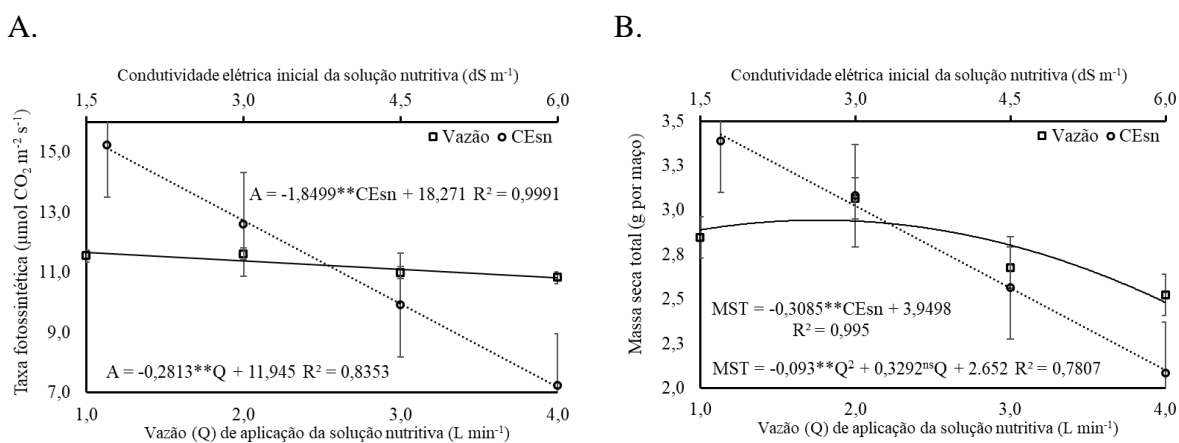 A.
Condutividade elétrica inicial da solução nutritiva (dS m⁻¹)
1,5 3,0 4,5 6,0
Vazão CEsn
Taxa fotossintética (µmol CO₂ m⁻² s⁻¹)
15,0
13,0
11,0
9,0
7,0
A = -1,8499**CEsn + 18,271 R² = 0,9991
A = -0,2813**Q + 11,945 R² = 0,8353
1,0 2,0 3,0 4,0
Vazão (Q) de aplicação da solução nutritiva (L min⁻¹)
B.
Condutividade elétrica inicial da solução nutritiva (dS m⁻¹)
1,5 3,0 4,5 6,0
Vazão CEsn
Massa seca total (g por maço)
3,5
3,3
3,0
2,8
2,5
2,3
2,0
MST = -0,3085**CEsn + 3,9498
R² = 0,995
MST = -0,093**Q² + 0,3292ⁿˢQ + 2.652 R² = 0,7807
1,0 2,0 3,0 4,0
Vazão (Q) de aplicação da solução nutritiva (L min⁻¹)